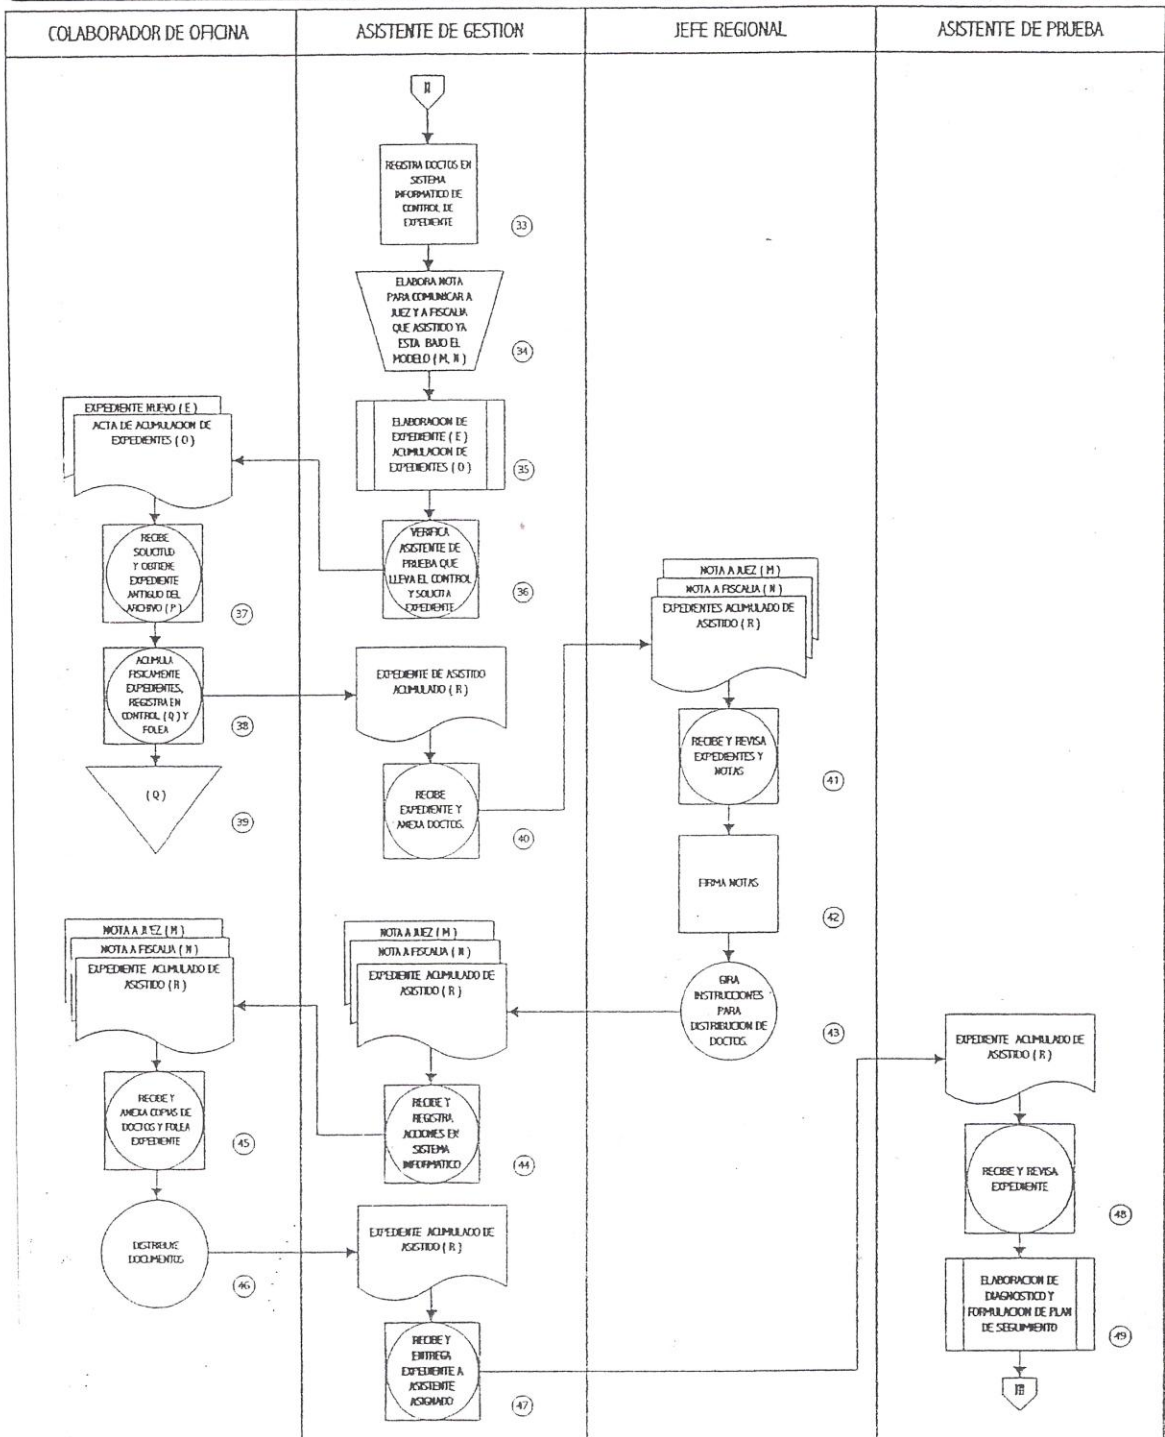 COLABORADOR DE OFICINA
ASISTENTE DE GESTION
JEFE REGIONAL
ASISTENTE DE PRUEBA
REGISTRA DOCTOS EN
SISTEMA
INFORMATICO DE
CONTROL DE
EXPEDIENTE
33
ELABORA NOTA
PARA COMUNICAR A
JUEZ Y A FISCALIA
QUE ASISTIDO YA
ESTA BAJO EL
MODELO ( M, N )
34
ELABORACION DE
EXPEDIENTE ( E )
ACUMULACION DE
EXPEDIENTES ( O )
35
VERIFICA
ASISTENTE DE
PRUEBA QUE
LLEVA EL CONTROL
Y SOLICITA
EXPEDIENTE
36
EXPEDIENTE NUEVO ( E )
ACTA DE ACUMULACION DE
EXPEDIENTES ( O )
RECIBE
SOLICITUD
Y OBTIENE
EXPEDIENTE
ANTIGUO DEL
ARCHIVO ( P )
37
ACUMULA
FISICAMENTE
EXPEDIENTES,
REGISTRA EN
CONTROL ( Q ) Y
FOLEA
38
( Q )
39
EXPEDIENTE DE ASISTIDO
ACUMULADO ( R )
RECIBE
EXPEDIENTE Y
ANEXA DOCTOS.
40
NOTA A JUEZ ( M )
NOTA A FISCALIA ( N )
EXPEDIENTES ACUMULADO DE
ASISTIDO ( R )
RECIBE Y REVISA
EXPEDIENTES Y
NOTAS
41
FIRMA NOTAS
42
GIRA
INSTRUCCIONES
PARA
DISTRIBUCION DE
DOCTOS.
43
NOTA A JUEZ ( M )
NOTA A FISCALIA ( N )
EXPEDIENTE ACUMULADO DE
ASISTIDO ( R )
RECIBE Y
REGISTRA
ACCIONES EN
SISTEMA
INFORMATICO
44
NOTA A JUEZ ( M )
NOTA A FISCALIA ( N )
EXPEDIENTE ACUMULADO DE
ASISTIDO ( R )
RECIBE Y
ANEXA COPIAS DE
DOCTOS Y FOLEA
EXPEDIENTE
45
DISTRIBUYE
DOCUMENTOS
46
EXPEDIENTE ACUMULADO DE
ASISTIDO ( R )
RECIBE Y
ENTREGA
EXPEDIENTE A
ASISTENTE
ASIGNADO
47
EXPEDIENTE ACUMULADO DE
ASISTIDO ( R )
RECIBE Y REVISA
EXPEDIENTE
48
ELABORACION DE
DIAGNOSTICO Y
FORMULACION DE PLAN
DE SEGUIMIENTO
49